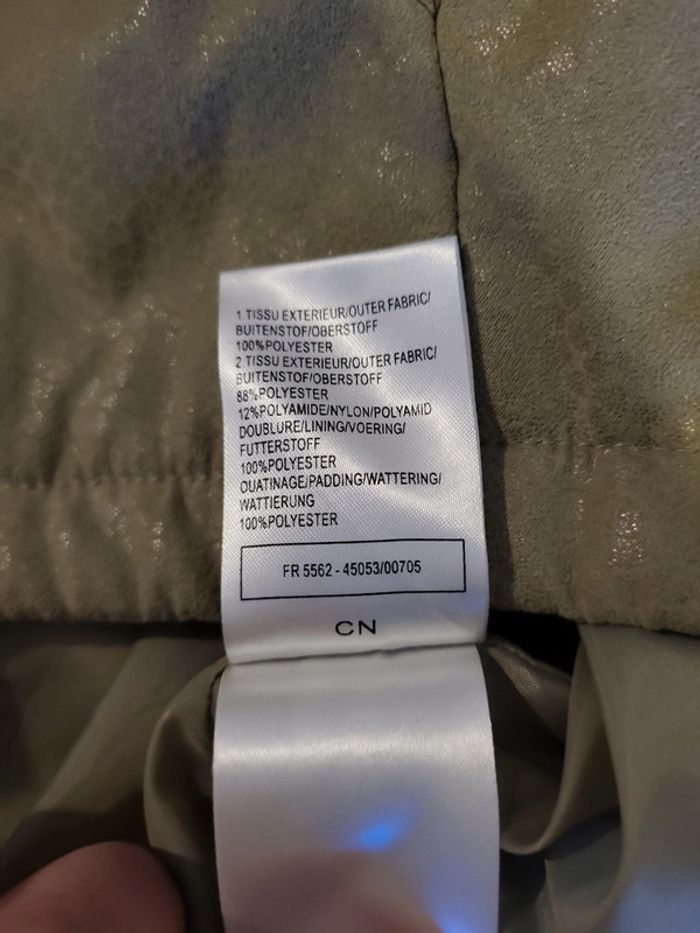 1.TISSU EXTERIEUR/OUTER FABRIC/
BUITENSTOF/OBERSTOFF
100%POLYESTER
2.TISSU EXTERIEUR/OUTER FABRIC/
BUITENSTOF/OBERSTOFF
88%POLYESTER
12%POLYAMIDE/NYLON/POLYAMID
DOUBLURE/LINING/VOERING/
FUTTERSTOFF
100%POLYESTER
OUATINAGE/PADDING/WATTERING/
WATTIERUNG
100%POLYESTER
FR 5562 - 45053/00705
CN